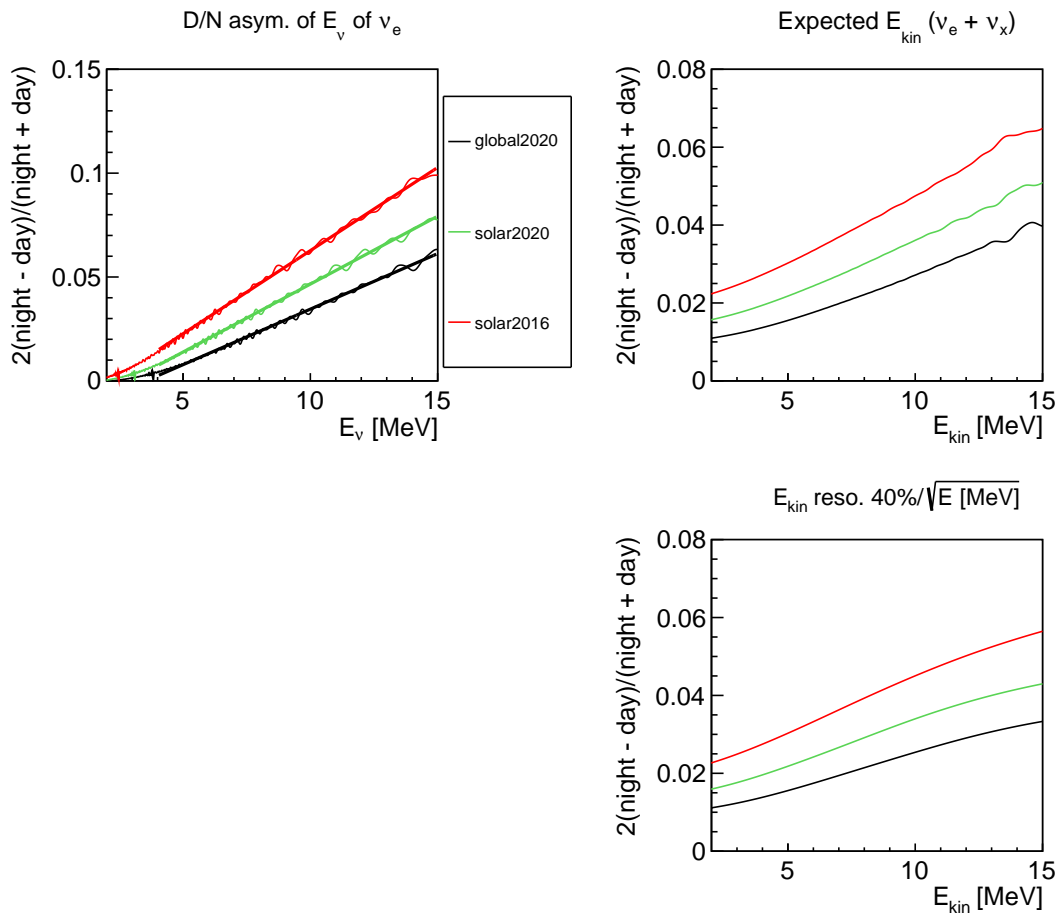 D/N asym. of E_ν of ν_e
2(night - day)/(night + day)
0.15
0.1
0.05
0
5
10
15
E_ν [MeV]
global2020
solar2020
solar2016
Expected E_kin (ν_e + ν_x)
2(night - day)/(night + day)
0.08
0.06
0.04
0.02
0
5
10
15
E_kin [MeV]
E_kin reso. 40%/√E [MeV]
2(night - day)/(night + day)
0.08
0.06
0.04
0.02
0
5
10
15
E_kin [MeV]